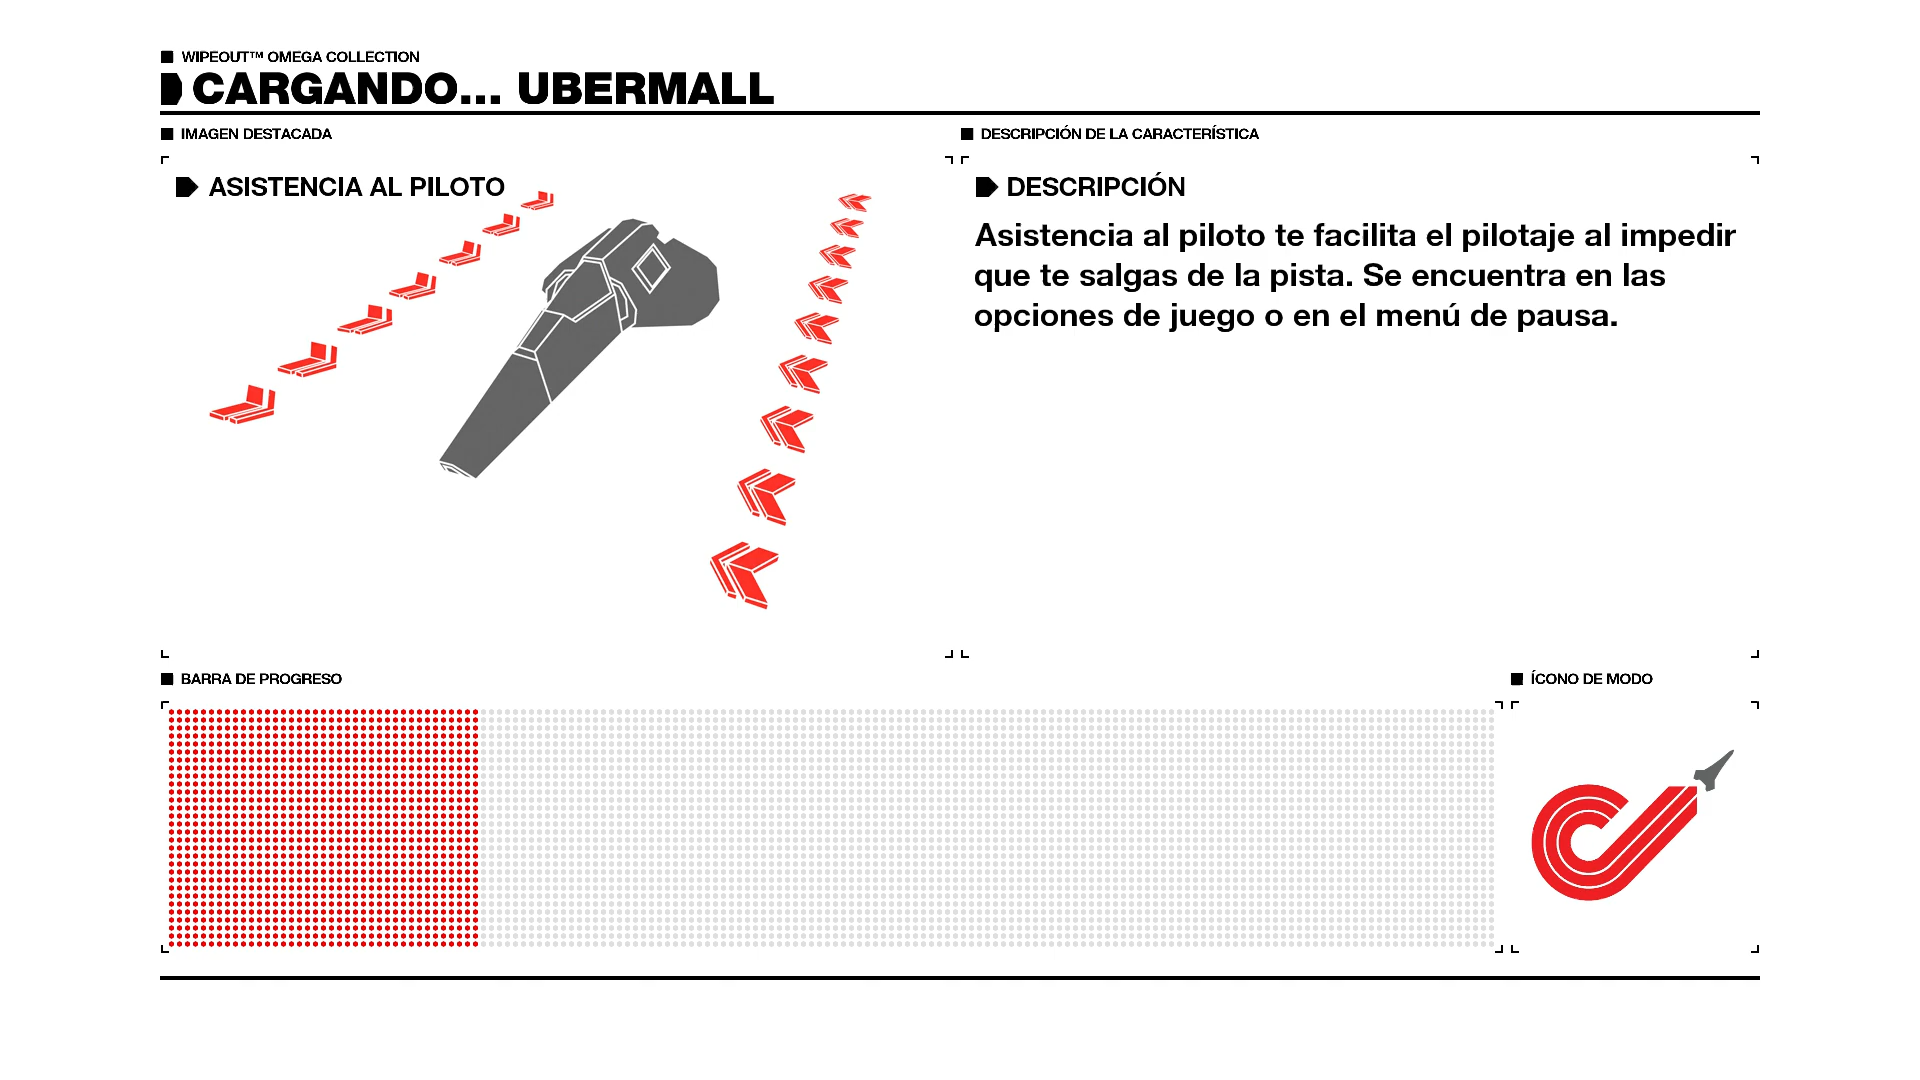 WIPEOUT™ OMEGA COLLECTION
CARGANDO... UBERMALL
IMAGEN DESTACADA
ASISTENCIA AL PILOTO
DESCRIPCIÓN DE LA CARACTERÍSTICA
DESCRIPCIÓN
Asistencia al piloto te facilita el pilotaje al impedir
que te salgas de la pista. Se encuentra en las
opciones de juego o en el menú de pausa.
BARRA DE PROGRESO
ÍCONO DE MODO